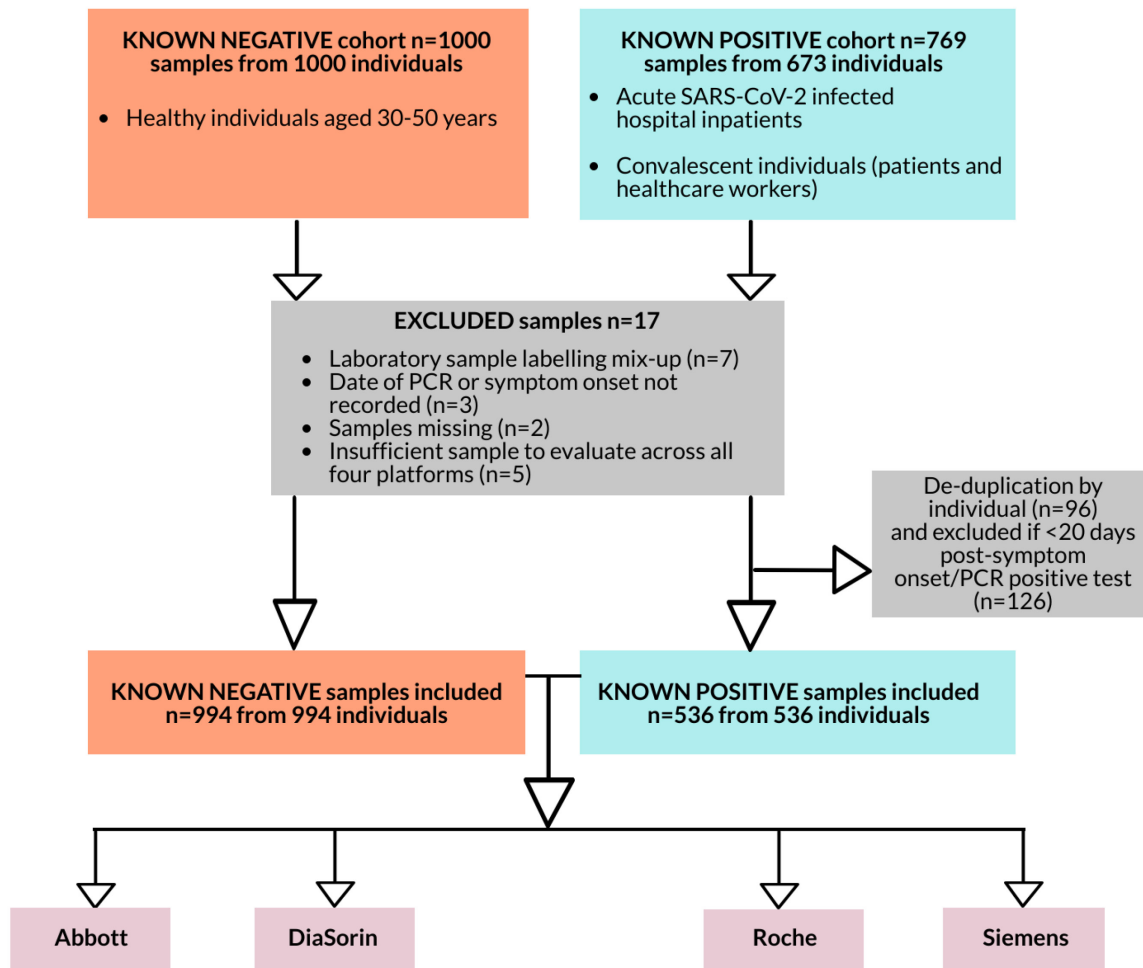 KNOWN NEGATIVE cohort n=1000
samples from 1000 individuals
• Healthy individuals aged 30-50 years
KNOWN POSITIVE cohort n=769
samples from 673 individuals
• Acute SARS-CoV-2 infected
hospital inpatients
• Convalescent individuals (patients and
healthcare workers)
EXCLUDED samples n=17
• Laboratory sample labelling mix-up (n=7)
• Date of PCR or symptom onset not
recorded (n=3)
• Samples missing (n=2)
• Insufficient sample to evaluate across all
four platforms (n=5)
De-duplication by
individual (n=96)
and excluded if <20 days
post-symptom
onset/PCR positive test
(n=126)
KNOWN NEGATIVE samples included
n=994 from 994 individuals
KNOWN POSITIVE samples included
n=536 from 536 individuals
Abbott
DiaSorin
Roche
Siemens